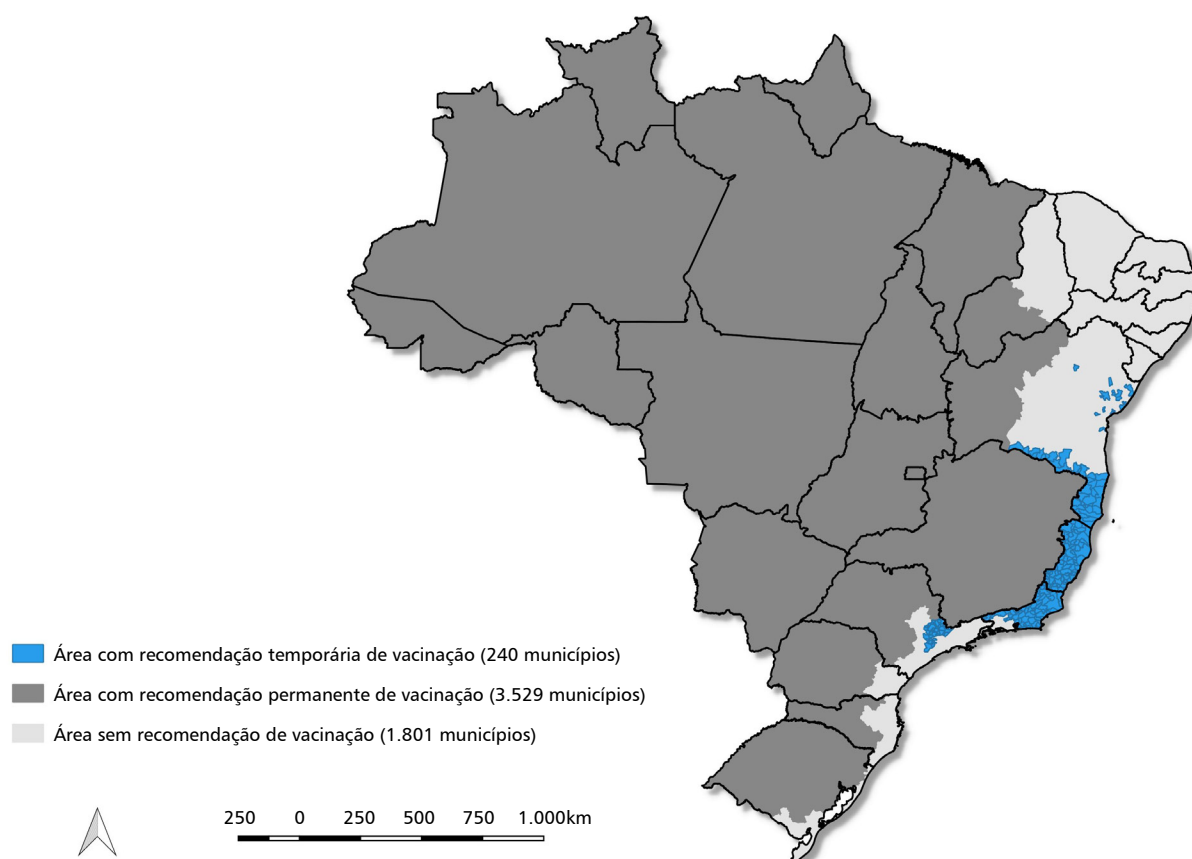 Área com recomendação temporária de vacinação (240 municípios)
Área com recomendação permanente de vacinação (3.529 municípios)
Área sem recomendação de vacinação (1.801 municípios)
250 0 250 500 750 1.000km